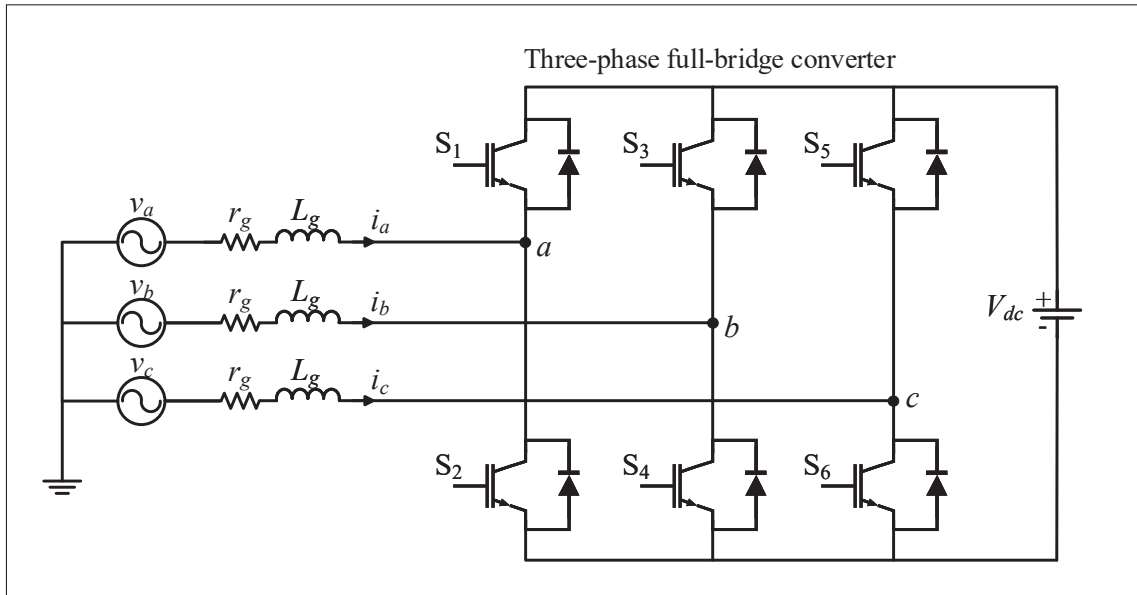 Three-phase full-bridge converter
S1 S3 S5
va rg Lg ia a
vb rg Lg ib b
Vdc + -
vc rg Lg ic c
S2 S4 S6